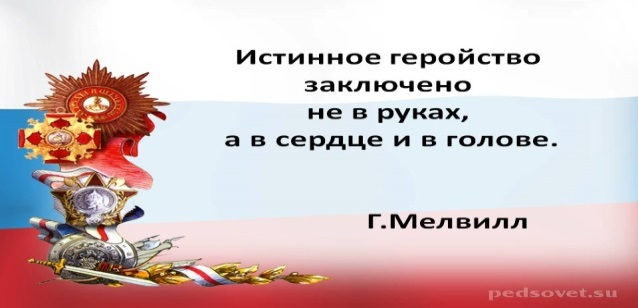 Истинное геройство
заключено
не в руках,
а в сердце и в голове.
Г.Мелвилл
pedsovet.su